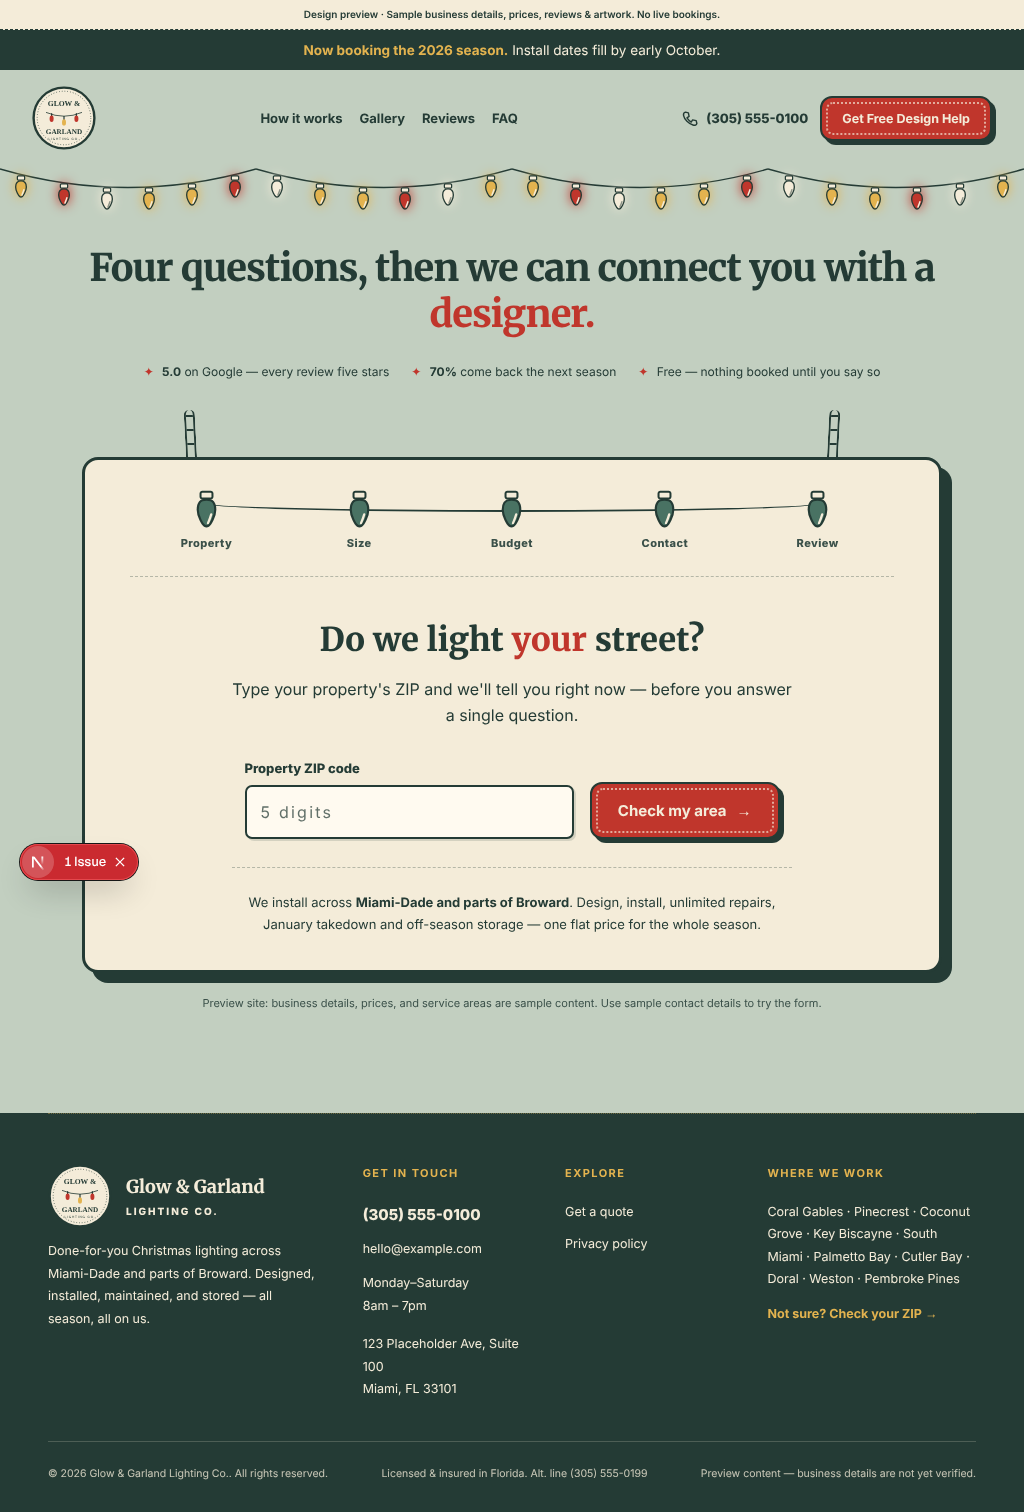 Design preview · Sample business details, prices, reviews & artwork. No live bookings.
Now booking the 2026 season. Install dates fill by early October.
GLOW &
GARLAND
LIGHTING CO.
How it works
Gallery
Reviews
FAQ
(305) 555-0100
Get Free Design Help
Four questions, then we can connect you with a
designer.
✦ 5.0 on Google — every review five stars
✦ 70% come back the next season
✦ Free — nothing booked until you say so
Property
Size
Budget
Contact
Review
Do we light your street?
Type your property's ZIP and we'll tell you right now — before you answer
a single question.
Property ZIP code
5 digits
Check my area →
N 1 Issue ×
We install across Miami-Dade and parts of Broward. Design, install, unlimited repairs,
January takedown and off-season storage — one flat price for the whole season.
Preview site: business details, prices, and service areas are sample content. Use sample contact details to try the form.
GLOW &
GARLAND
LIGHTING CO.
Glow & Garland
LIGHTING CO.
Done-for-you Christmas lighting across
Miami-Dade and parts of Broward. Designed,
installed, maintained, and stored — all
season, all on us.
GET IN TOUCH
(305) 555-0100
hello@example.com
Monday–Saturday
8am – 7pm
123 Placeholder Ave, Suite
100
Miami, FL 33101
EXPLORE
Get a quote
Privacy policy
WHERE WE WORK
Coral Gables · Pinecrest · Coconut
Grove · Key Biscayne · South
Miami · Palmetto Bay · Cutler Bay ·
Doral · Weston · Pembroke Pines
Not sure? Check your ZIP →
© 2026 Glow & Garland Lighting Co.. All rights reserved.
Licensed & insured in Florida. Alt. line (305) 555-0199
Preview content — business details are not yet verified.